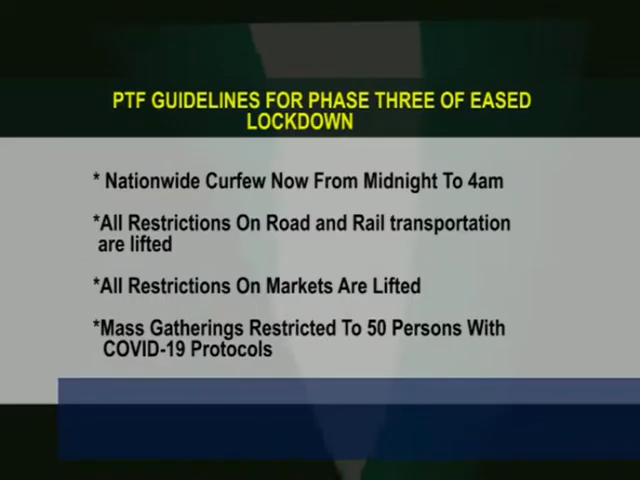 PTF GUIDELINES FOR PHASE THREE OF EASED
LOCKDOWN
* Nationwide Curfew Now From Midnight To 4am
*All Restrictions On Road and Rail transportation
are lifted
*All Restrictions On Markets Are Lifted
*Mass Gatherings Restricted To 50 Persons With
COVID-19 Protocols